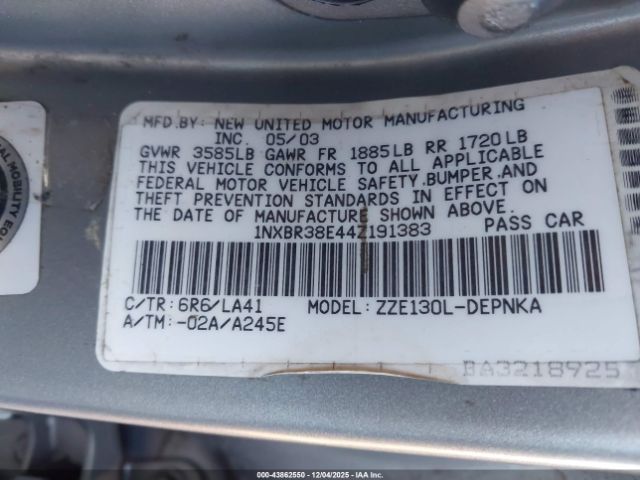 MFD.BY: NEW UNITED MOTOR MANUFACTURING
INC. 05/03
GVWR 3585LB GAWR FR 1885LB RR 1720LB
THIS VEHICLE CONFORMS TO ALL APPLICABLE
FEDERAL MOTOR VEHICLE SAFETY,BUMPER,AND
THEFT PREVENTION STANDARDS IN EFFECT ON
THE DATE OF MANUFACTURE SHOWN ABOVE.
1NXBR38E44Z191383 PASS CAR
C/TR: 6R6/LA41 MODEL: ZZE130L-DEPNKA
A/TM: -02A/A245E
BA3218925
000-43862550 - 12/04/2025 - IAA Inc.